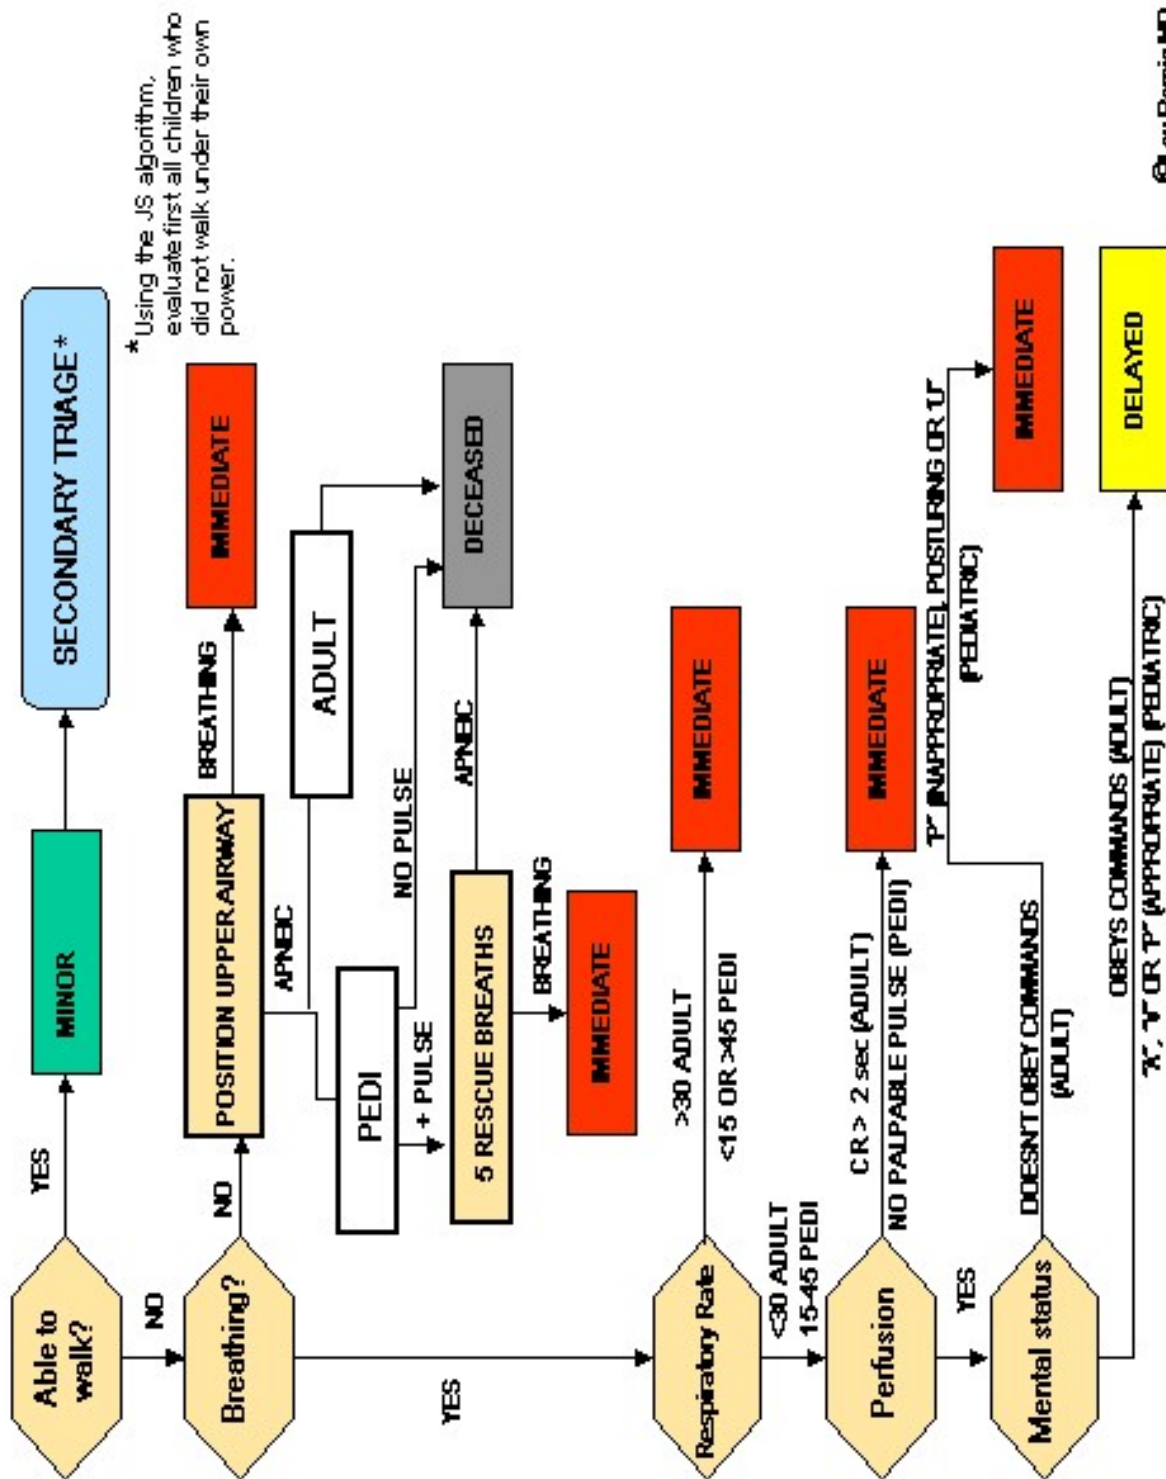 Able to
walk?
YES
MINOR
SECONDARY TRIAGE*
*Using the JS algorithm,
evaluate first all children who
did not walk under their own
power.
NO
Breathing?
NO
POSITION UPPER AIRWAY
BREATHING
IMMEDIATE
APNEIC
ADULT
PEDI
NO PULSE
+ PULSE
DECEASED
5 RESCUE BREATHS
APNEIC
BREATHING
IMMEDIATE
YES
Respiratory Rate
>30 ADULT
<15 OR >45 PEDI
IMMEDIATE
<30 ADULT
15-45 PEDI
Perfusion
CR > 2 sec (ADULT)
NO PALPABLE PULSE (PEDI)
IMMEDIATE
YES
Mental status
DOESN'T OBEY COMMANDS
(ADULT)
"P" (INAPPROPRIATE), POSTURING OR "U"
(PEDIATRIC)
IMMEDIATE
OBEYS COMMANDS (ADULT)
"A", "V" OR "P" (APPROPRIATE) (PEDIATRIC)
DELAYED